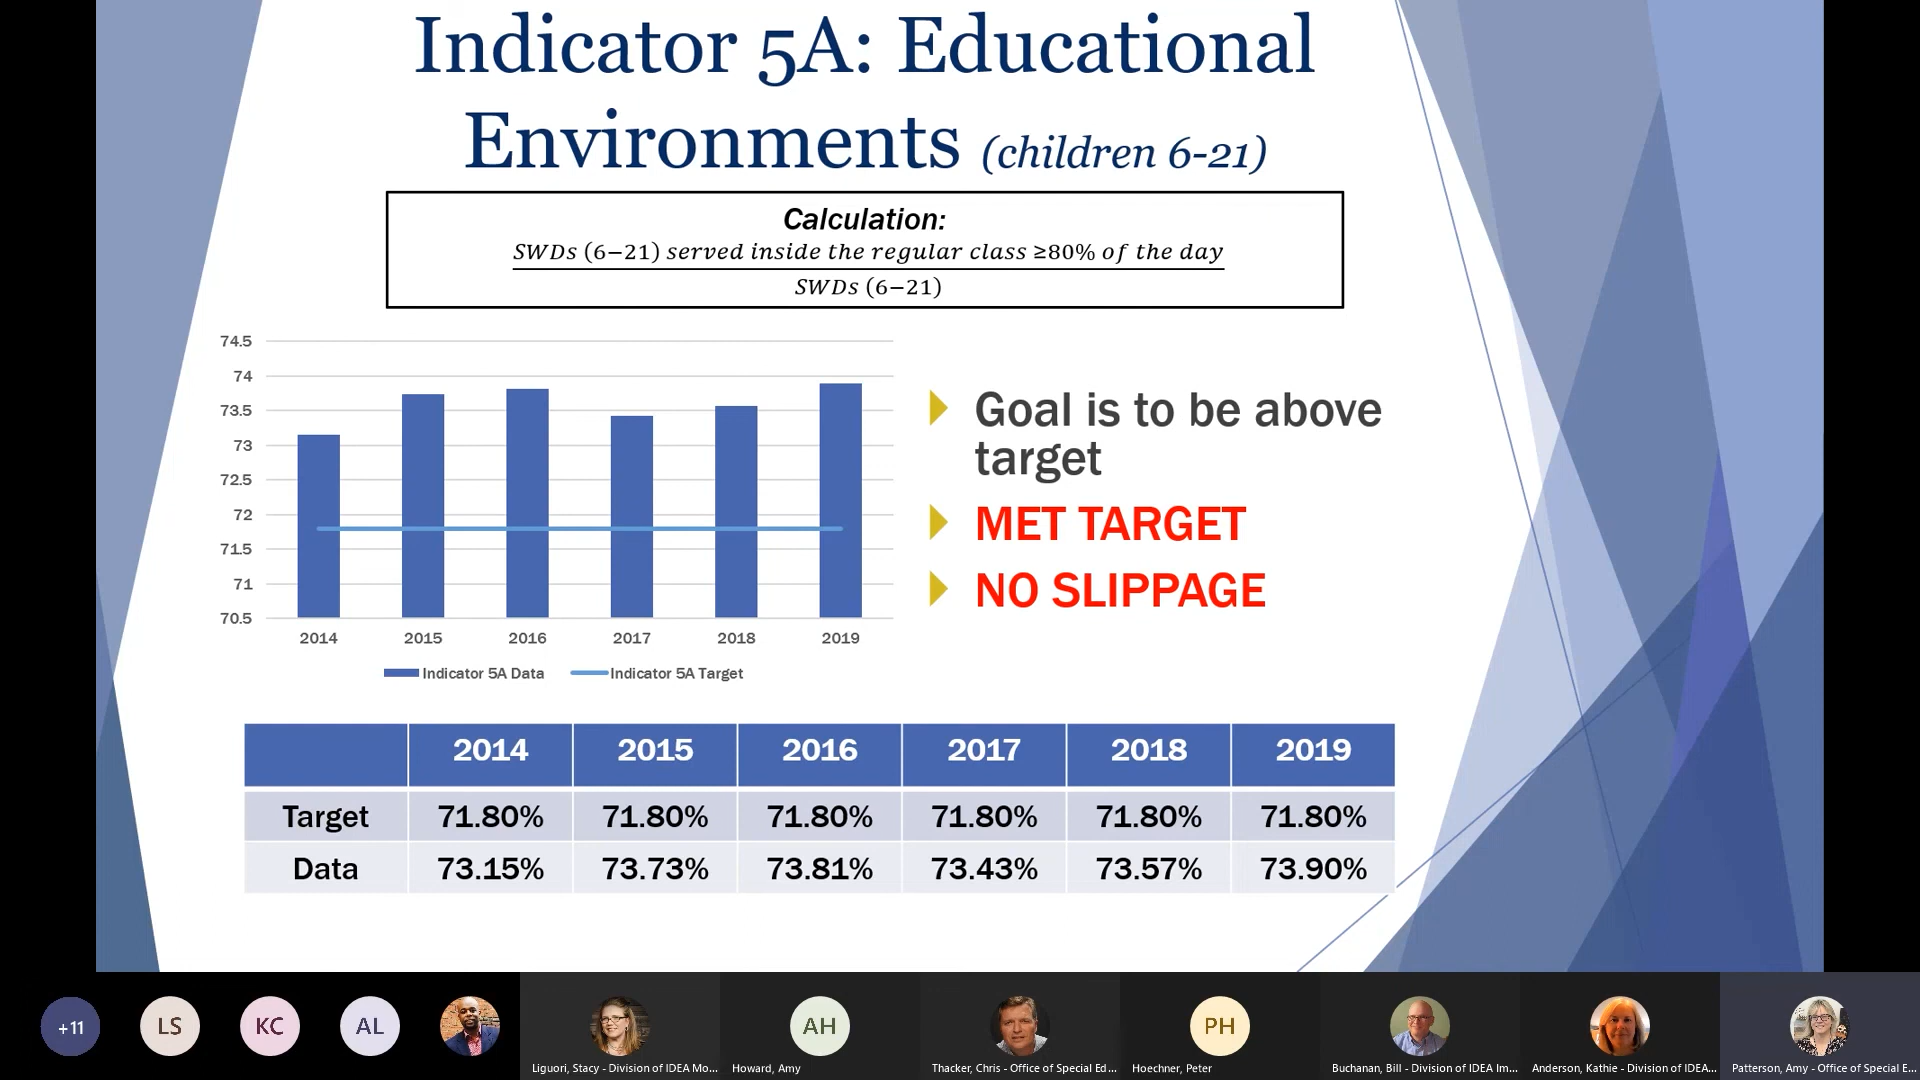 Indicator 5A: Educational
Environments (children 6-21)
Calculation:
SWDs (6−21) served inside the regular class ≥80% of the day
SWDs (6−21)
74.5
74
73.5
73
72.5
72
71.5
71
70.5
2014 2015 2016 2017 2018 2019
Indicator 5A Data Indicator 5A Target
Goal is to be above
target
MET TARGET
NO SLIPPAGE
2014 2015 2016 2017 2018 2019
Target 71.80% 71.80% 71.80% 71.80% 71.80% 71.80%
Data 73.15% 73.73% 73.81% 73.43% 73.57% 73.90%
+11 LS KC AL AH PH
Liguori, Stacy - Division of IDEA Mo... Howard, Amy Thacker, Chris - Office of Special Ed... Hoechner, Peter Buchanan, Bill - Division of IDEA Im... Anderson, Kathie - Division of IDEA... Patterson, Amy - Office of Special E...